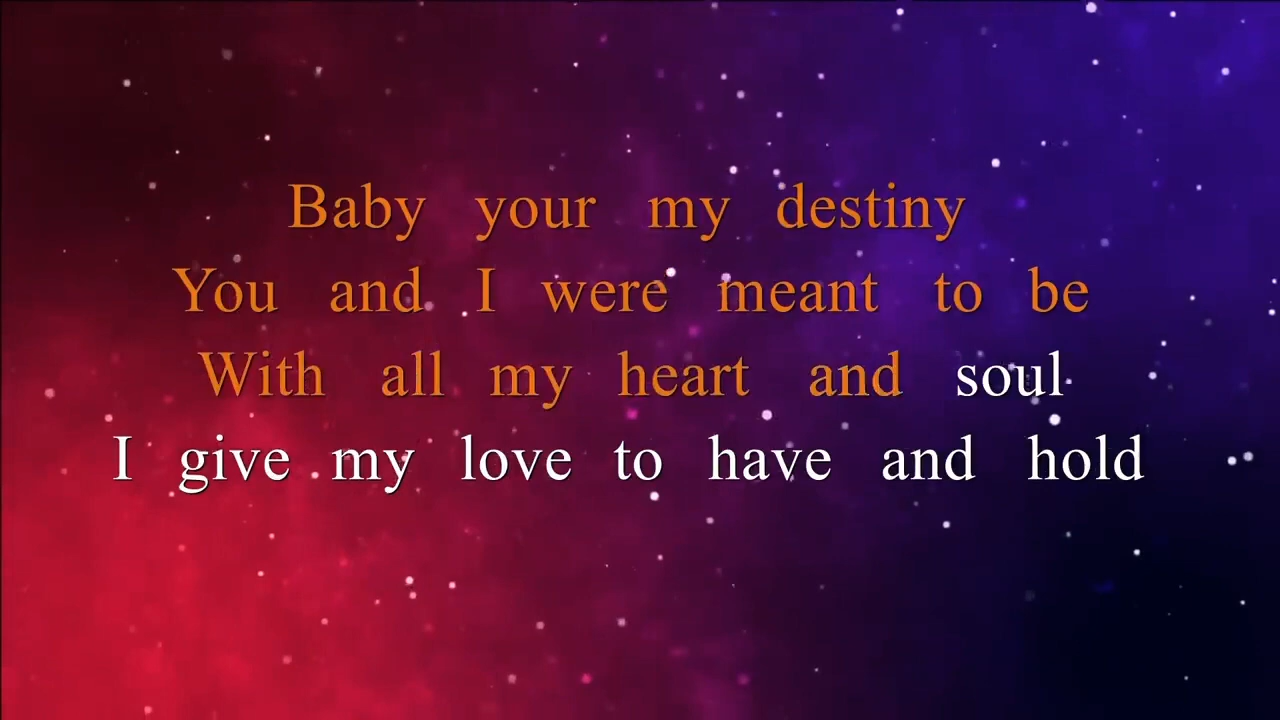 Baby your my destiny
You and I were meant to be
With all my heart and soul
I give my love to have and hold